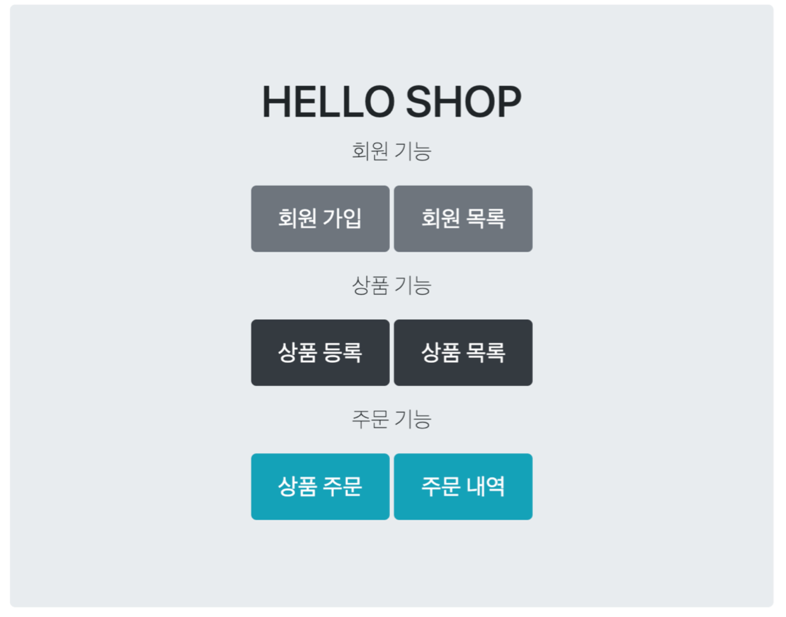 HELLO SHOP
회원 기능
회원 가입 회원 목록
상품 기능
상품 등록 상품 목록
주문 기능
상품 주문 주문 내역